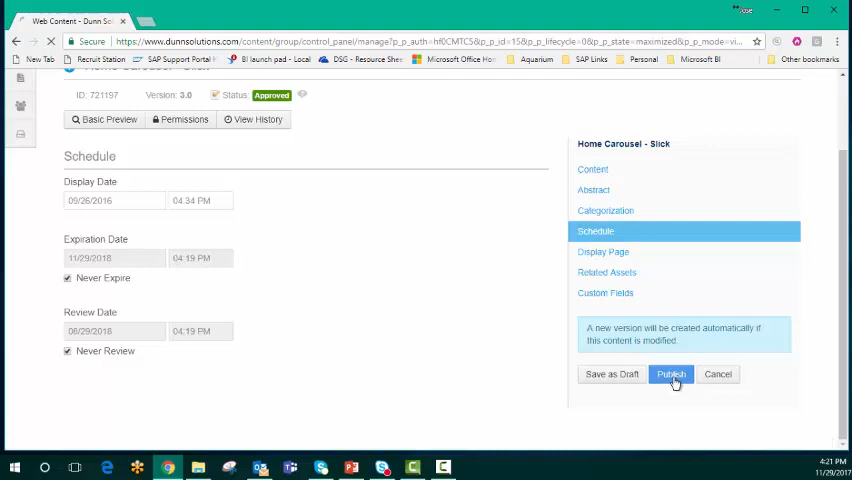 Jose
Web Content - Dunn Sol
Secure
https://www.dunnsolutions.com/content/group/control_panel/manage?p_p_auth=hf0CMTCS&p_p_id=15&p_p_lifecycle=0&p_p_state=maximized&p_p_mode=vi...
New Tab Recruit Station SAP Support Portal H BI launch pad - Local DSG - Resource Shee Microsoft Office Hom Aquarium SAP Links Personal Microsoft BI Other bookmarks
ID: 721197 Version: 3.0 Status: Approved
Basic Preview Permissions View History
Schedule
Display Date
09/26/2016 04:34 PM
Expiration Date
11/29/2018 04:19 PM
Never Expire
Review Date
08/29/2018 04:19 PM
Never Review
Home Carousel - Slick
Content
Abstract
Categorization
Schedule
Display Page
Related Assets
Custom Fields
A new version will be created automatically if
this content is modified.
Save as Draft Publish Cancel
4:21 PM
11/29/2017